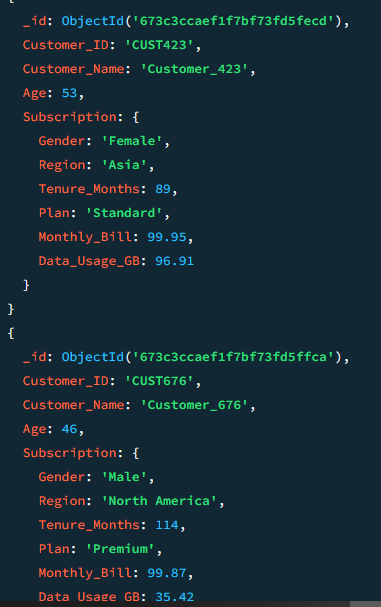 _id: ObjectId('673c3ccaef1f7bf73fd5fecd'),
Customer_ID: 'CUST423',
Customer_Name: 'Customer_423',
Age: 53,
Subscription: {
Gender: 'Female',
Region: 'Asia',
Tenure_Months: 89,
Plan: 'Standard',
Monthly_Bill: 99.95,
Data_Usage_GB: 96.91
}
}
{
_id: ObjectId('673c3ccaef1f7bf73fd5ffca'),
Customer_ID: 'CUST676',
Customer_Name: 'Customer_676',
Age: 46,
Subscription: {
Gender: 'Male',
Region: 'North America',
Tenure_Months: 114,
Plan: 'Premium',
Monthly_Bill: 99.87,
Data_Usage_GB: 35.42